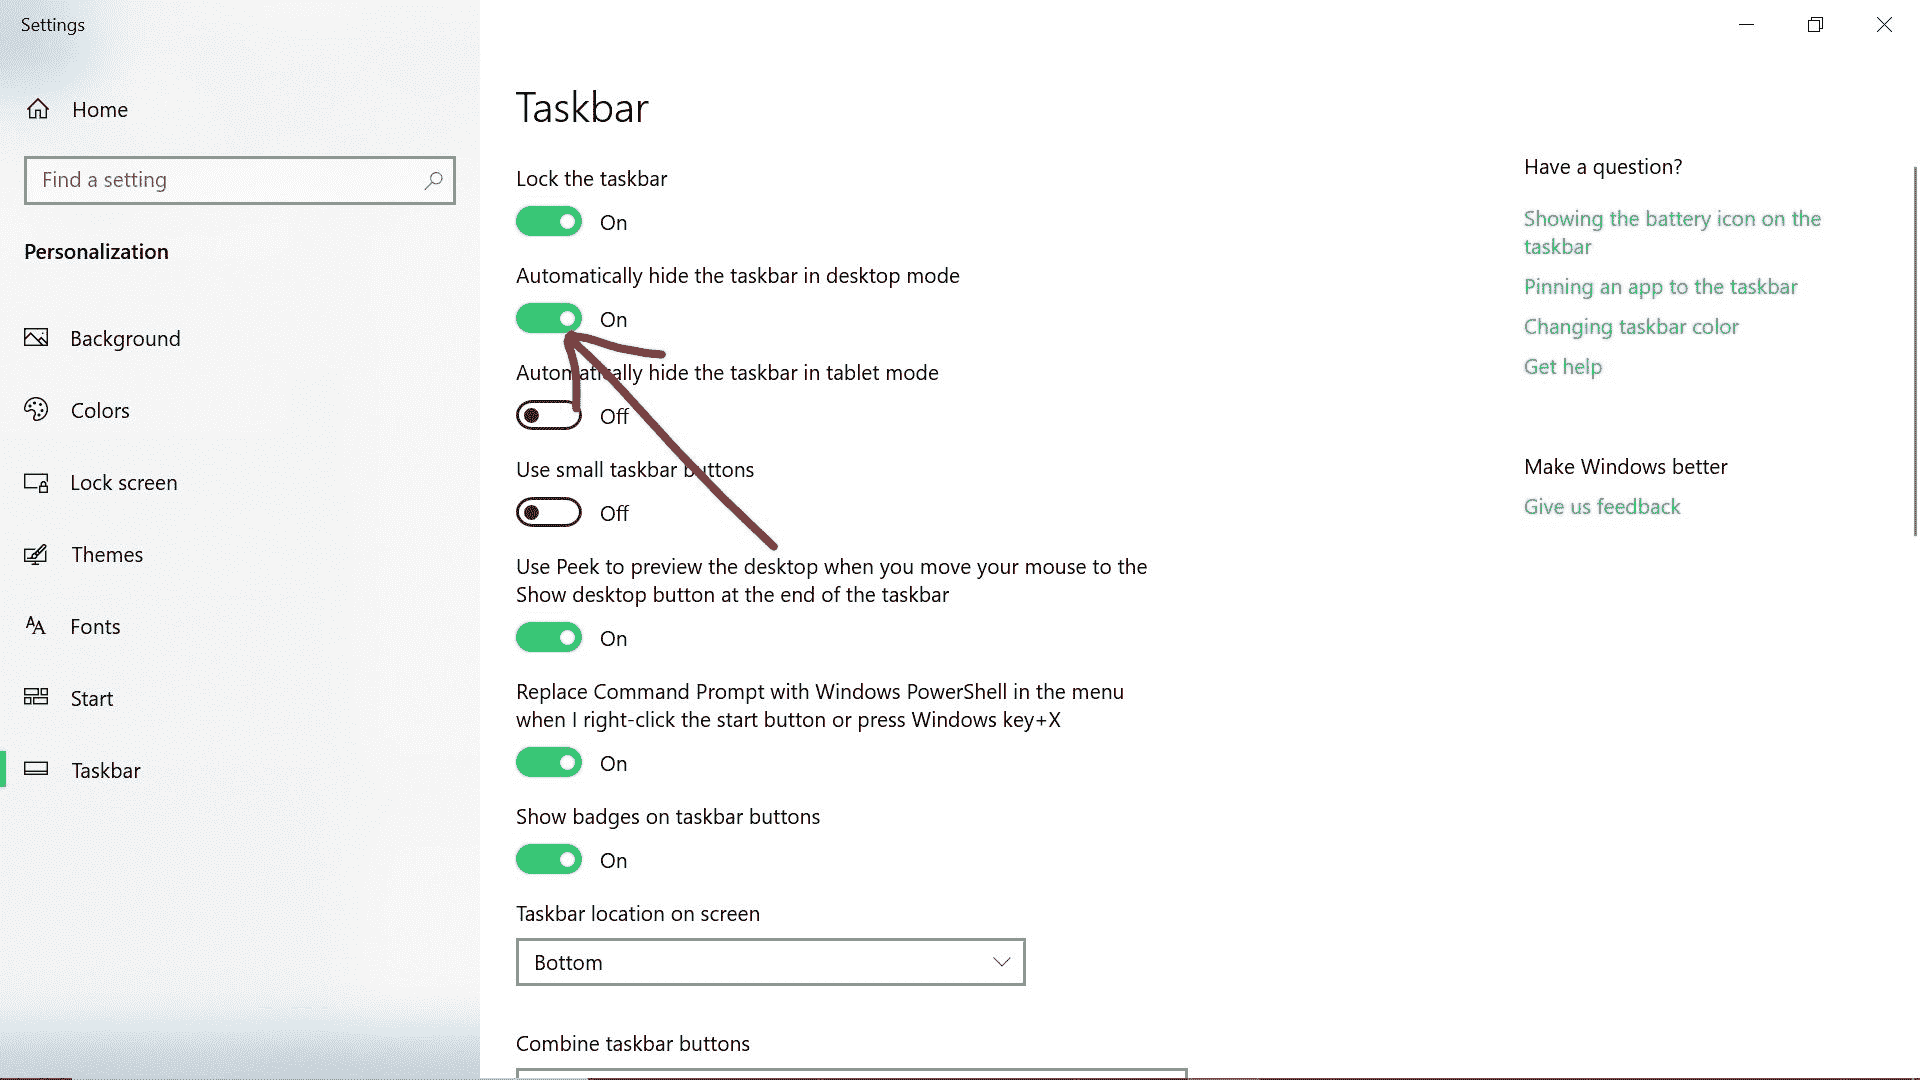 Settings
Home
Find a setting
Personalization
Background
Colors
Lock screen
Themes
Fonts
Start
Taskbar
Taskbar
Lock the taskbar
On
Automatically hide the taskbar in desktop mode
On
Automatically hide the taskbar in tablet mode
Off
Use small taskbar buttons
Off
Use Peek to preview the desktop when you move your mouse to the
Show desktop button at the end of the taskbar
On
Replace Command Prompt with Windows PowerShell in the menu
when I right-click the start button or press Windows key+X
On
Show badges on taskbar buttons
On
Taskbar location on screen
Bottom
Combine taskbar buttons
Have a question?
Showing the battery icon on the
taskbar
Pinning an app to the taskbar
Changing taskbar color
Get help
Make Windows better
Give us feedback